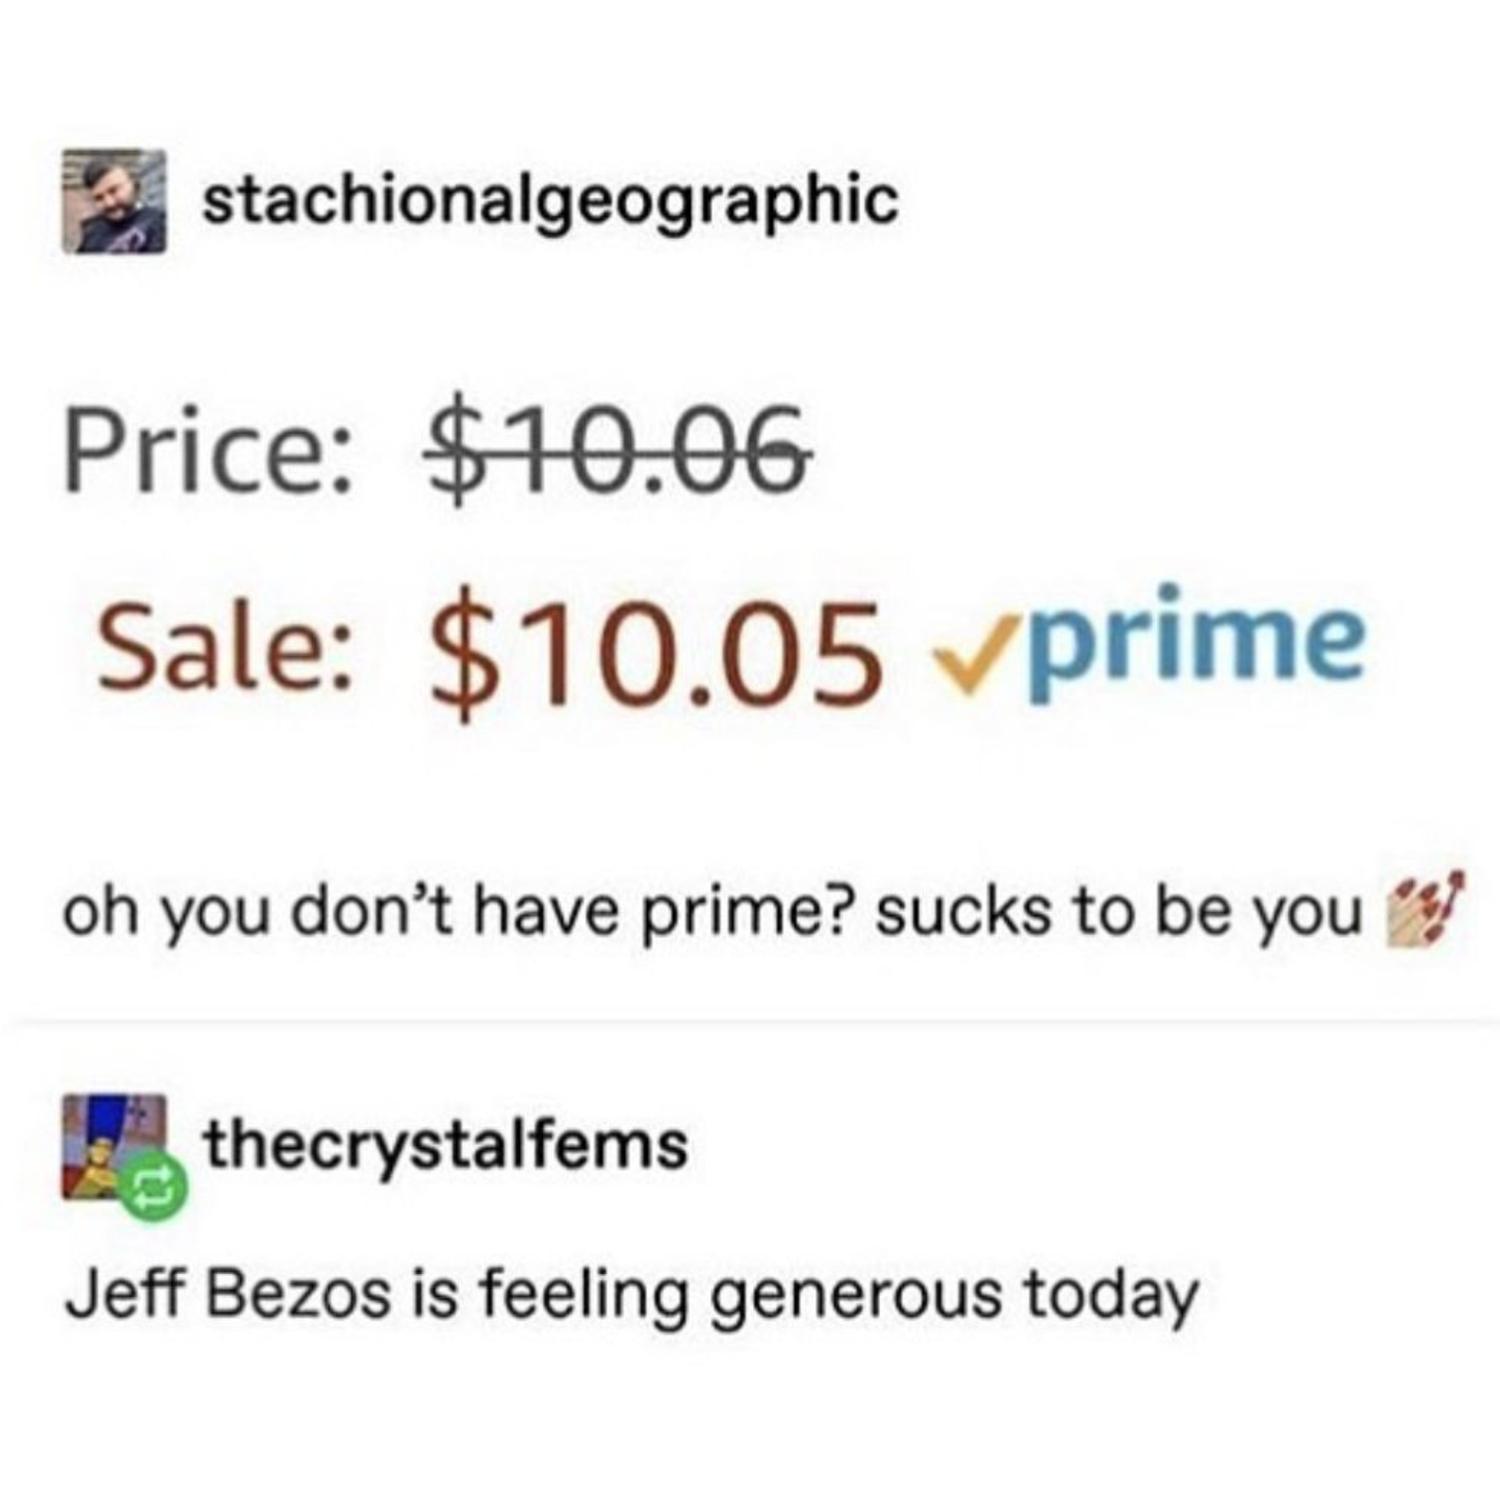 stachionalgeographic
Price: $10.06
Sale: $10.05 ✓prime
oh you don’t have prime? sucks to be you 💅🏼
thecrystalfems
Jeff Bezos is feeling generous today